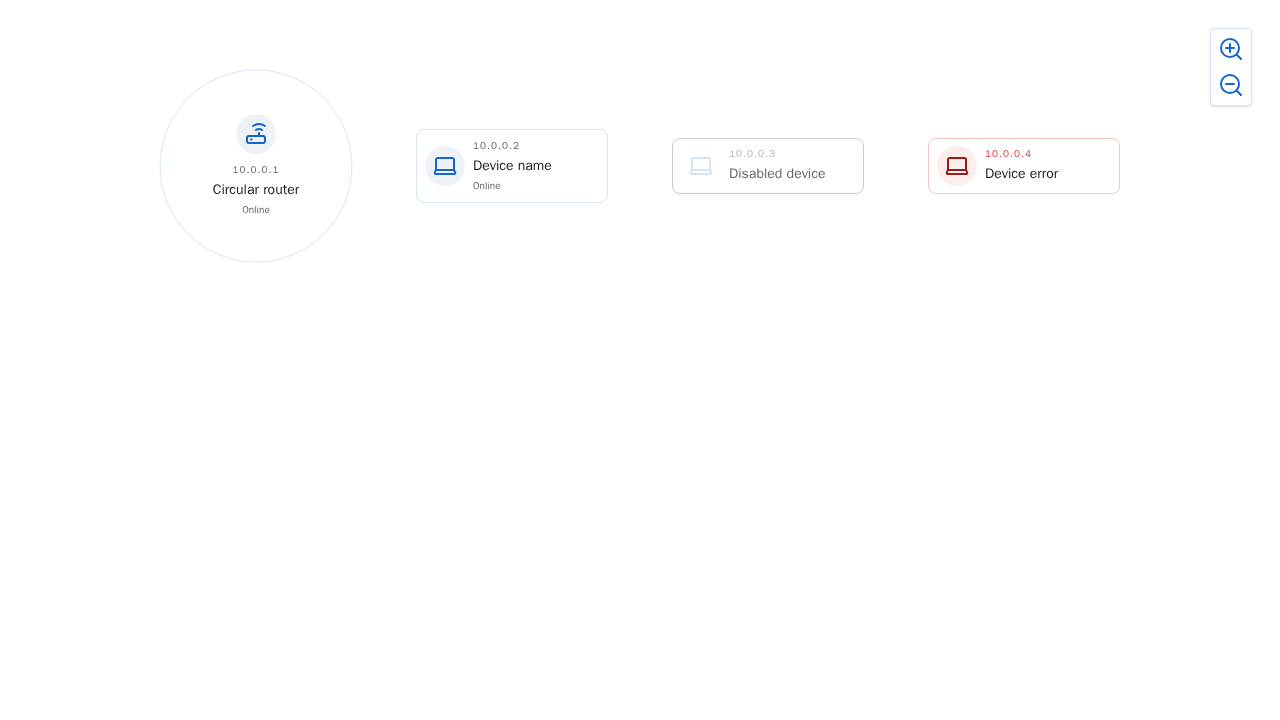 10.0.0.1
Circular router
Online
10.0.0.2
Device name
Online
10.0.0.3
Disabled device
10.0.0.4
Device error